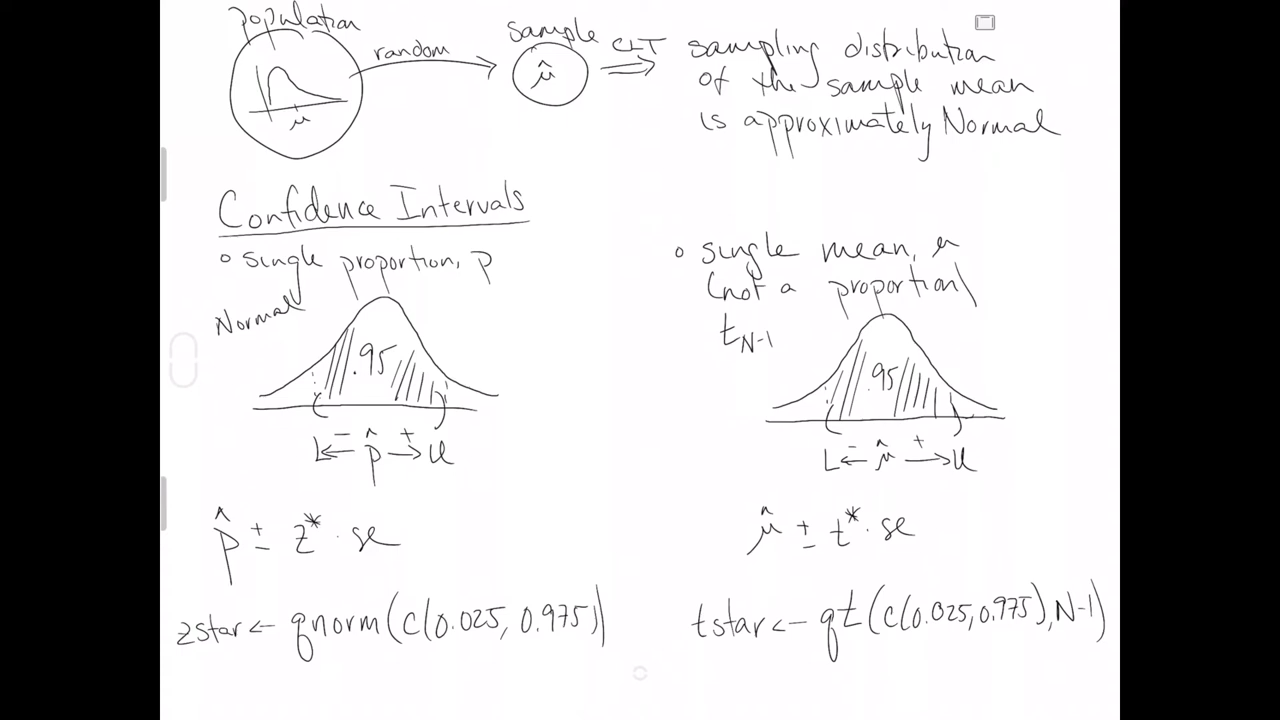 population
μ
random
sample
μ̂
CLT
sampling distribution
of the sample mean
is approximately Normal
Confidence Intervals
single proportion, p
Normal
.95
L ← - p̂ + → U
p̂ ± z* · se
zstar ← qnorm(c(0.025, 0.975))
single mean, μ
(not a proportion)
t N-1
.95
L ← - μ̂ + → U
μ̂ ± t* · se
tstar ← qt(c(0.025, 0.975), N-1)